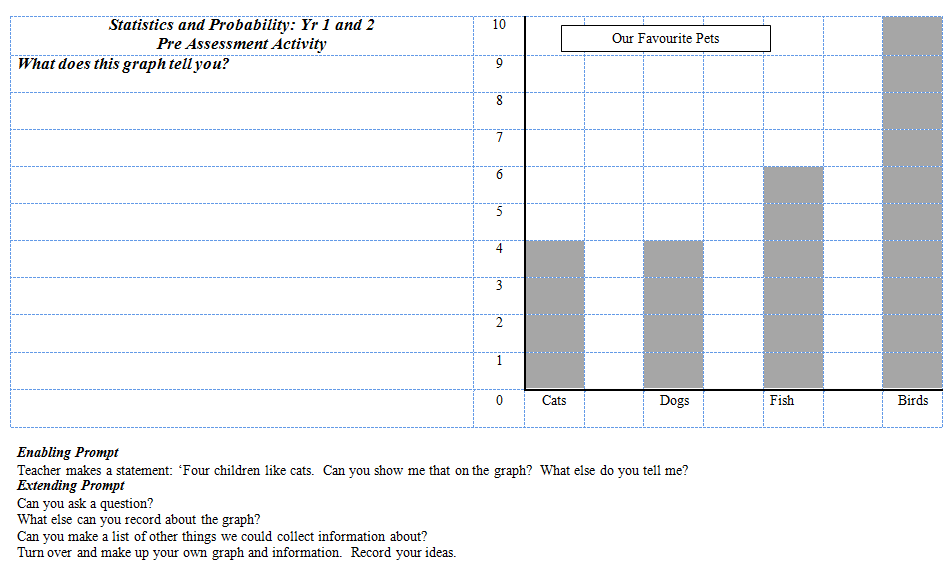 Statistics and Probability: Yr 1 and 2
Pre Assessment Activity
What does this graph tell you?
Our Favourite Pets
10
9
8
7
6
5
4
3
2
1
0
Cats
Dogs
Fish
Birds
Enabling Prompt
Teacher makes a statement: ‘Four children like cats. Can you show me that on the graph? What else do you tell me?
Extending Prompt
Can you ask a question?
What else can you record about the graph?
Can you make a list of other things we could collect information about?
Turn over and make up your own graph and information. Record your ideas.